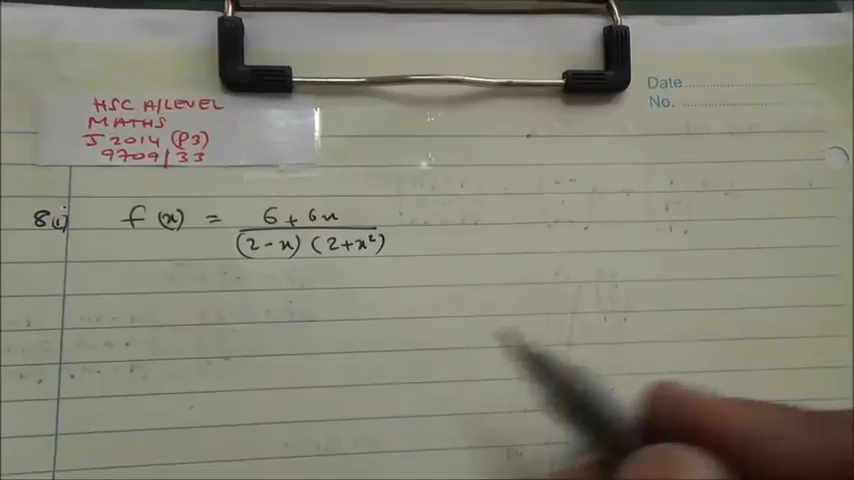 HSC A/LEVEL
MATHS
J 2014 (P3)
9709/33
Date
No.
8(i) f(x) = 6+6x
(2-x) (2+x²)